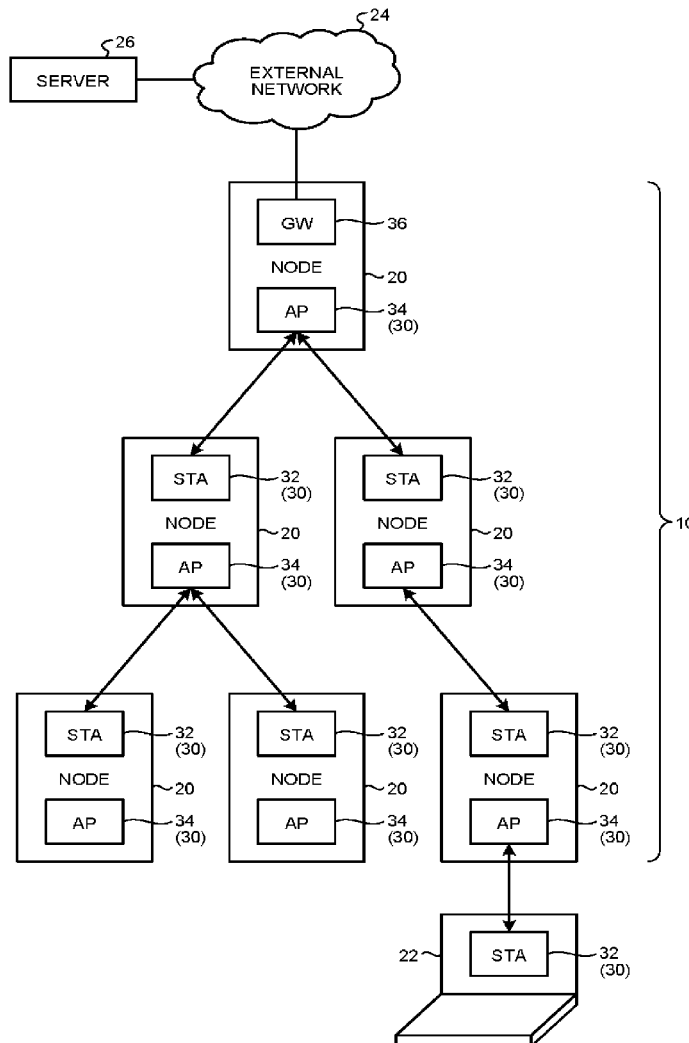 24
26
SERVER
EXTERNAL
NETWORK
GW
36
NODE
20
AP
34
(30)
STA
32
(30)
STA
32
(30)
NODE
20
NODE
20
AP
34
(30)
AP
34
(30)
10
STA
32
(30)
STA
32
(30)
STA
32
(30)
NODE
20
NODE
20
NODE
20
AP
34
(30)
AP
34
(30)
AP
34
(30)
22
STA
32
(30)